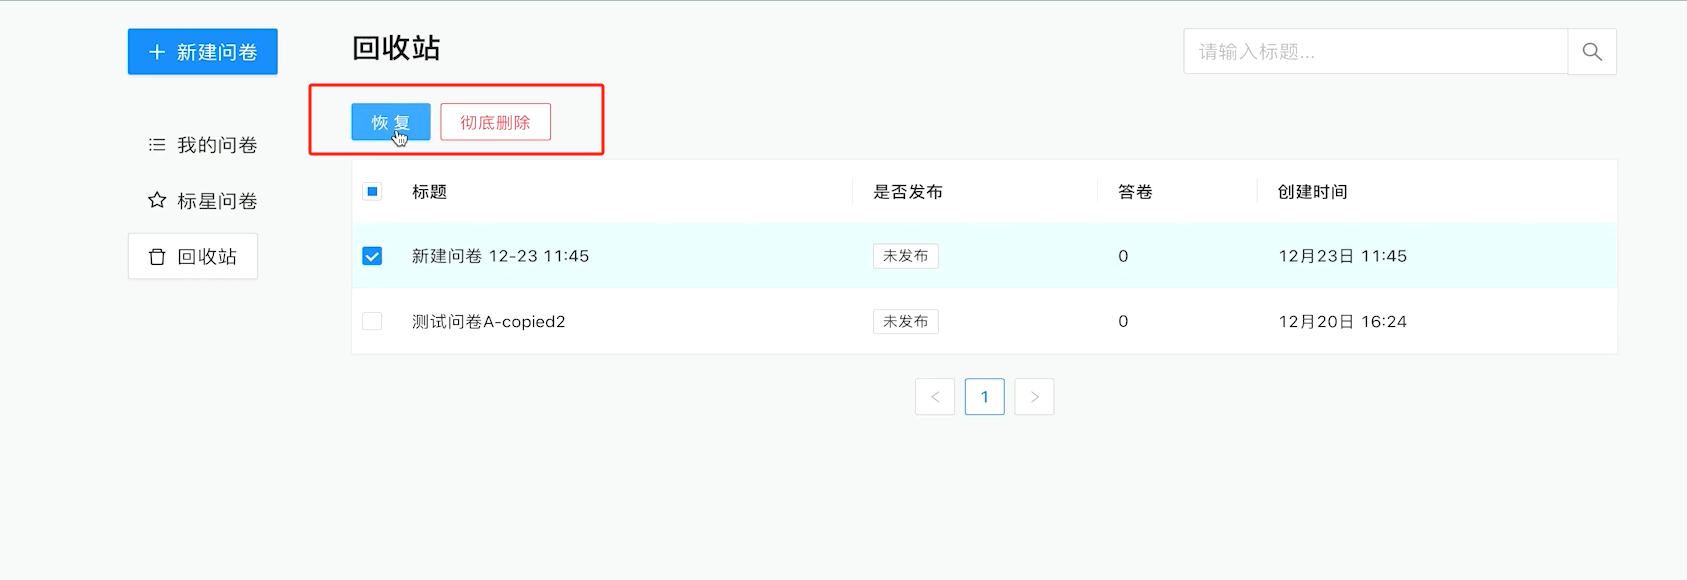 新建问卷
回收站
请输入标题...
恢复
彻底删除
我的问卷
标星问卷
回收站
标题 是否发布 答卷 创建时间
新建问卷 12-23 11:45 未发布 0 12月23日 11:45
测试问卷A-copied2 未发布 0 12月20日 16:24
< 1 >